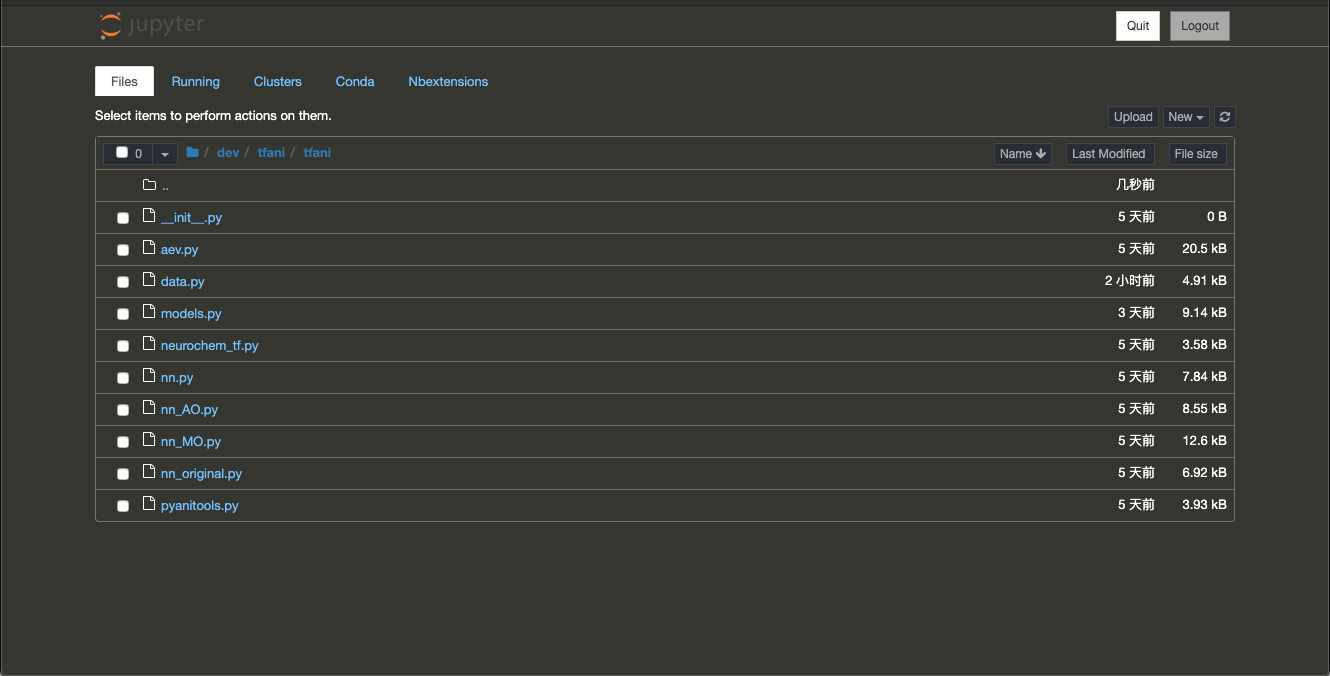 jupyter Quit Logout
Files Running Clusters Conda Nbextensions
Select items to perform actions on them. Upload New
0 / dev / tfani / tfani Name Last Modified File size
.. 几秒前
__init__.py 5 天前 0 B
aev.py 5 天前 20.5 kB
data.py 2 小时前 4.91 kB
models.py 3 天前 9.14 kB
neurochem_tf.py 5 天前 3.58 kB
nn.py 5 天前 7.84 kB
nn_AO.py 5 天前 8.55 kB
nn_MO.py 5 天前 12.6 kB
nn_original.py 5 天前 6.92 kB
pyanitools.py 5 天前 3.93 kB